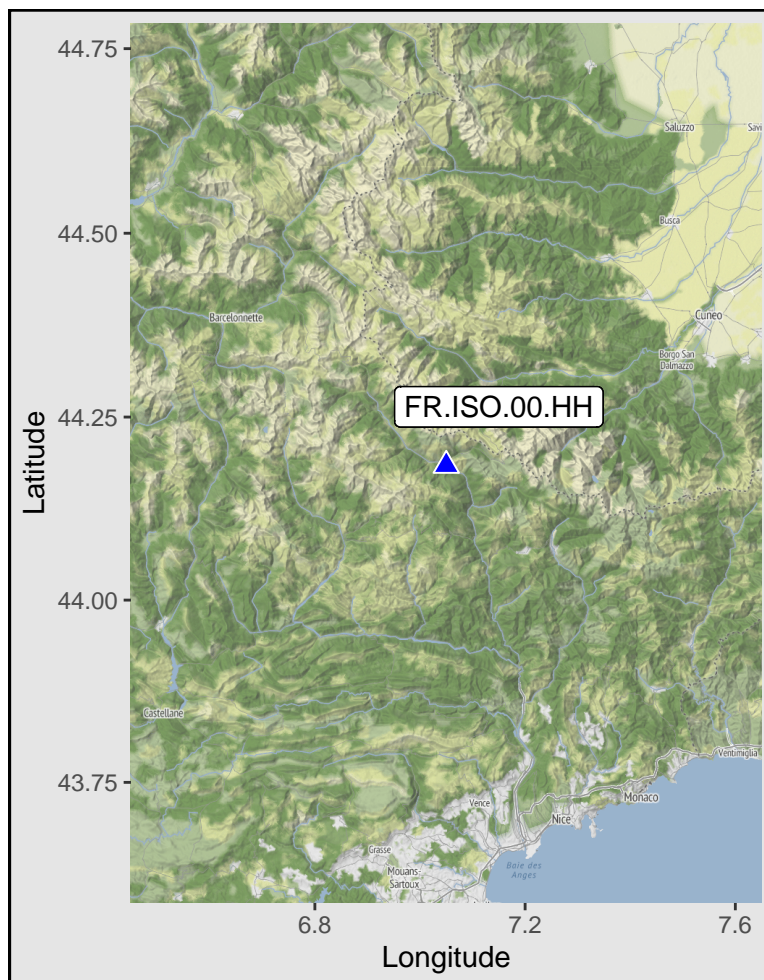 44.75
Saluzzo
Savi
44.50
Busca
Barcelonnette
Cuneo
Borgo San
Dalmazzo
FR.ISO.00.HH
44.25
Latitude
44.00
Castellane
Ventimiglia
43.75
Monaco
Vence
Nice
Grasse
Mouans-
Sartoux
Baie des
Anges
6.8
7.2
7.6
Longitude